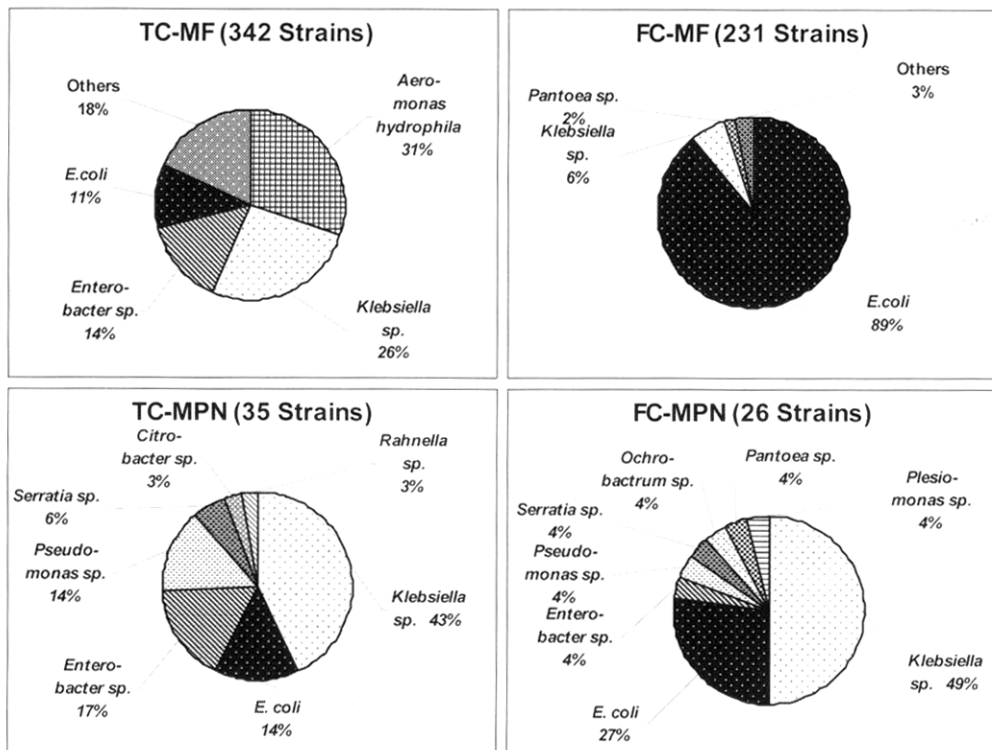 TC-MF (342 Strains)
Others
18%
Aero-
monas
hydrophila
31%
E.coli
11%
Entero-
bacter sp.
14%
Klebsiella
sp.
26%
FC-MF (231 Strains)
Others
3%
Pantoea sp.
2%
Klebsiella
sp.
6%
E.coli
89%
TC-MPN (35 Strains)
Citro-
bacter sp.
3%
Rahnella
sp.
3%
Serratia sp.
6%
Pseudo-
monas sp.
14%
Klebsiella
sp. 43%
Entero-
bacter sp.
17%
E. coli
14%
FC-MPN (26 Strains)
Ochro-
bactrum sp.
4%
Pantoea sp.
4%
Plesio-
monas sp.
4%
Serratia sp.
4%
Pseudo-
monas sp.
4%
Entero-
bacter sp.
4%
Klebsiella
sp. 49%
E. coli
27%